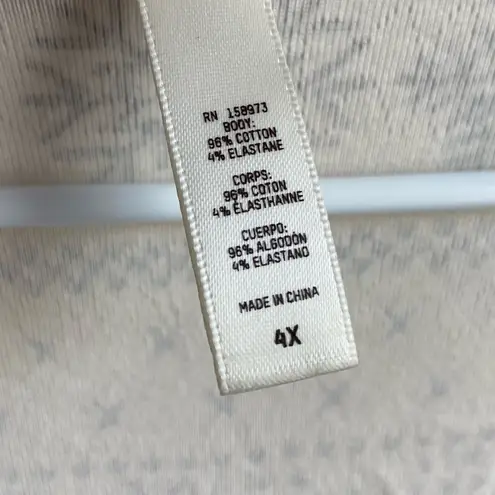 RN 158973
BODY:
96% COTTON
4% ELASTANE
CORPS:
96% COTON
4% ÉLASTHANNE
CUERPO:
96% ALGODÓN
4% ELASTANO
MADE IN CHINA
4X